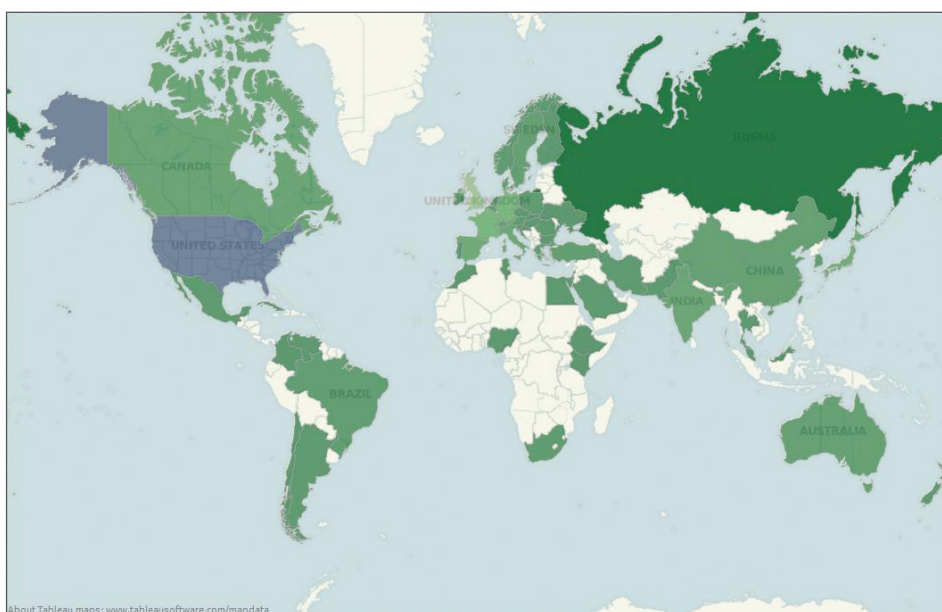 SWEDEN
RUSSIA
CANADA
UNITED KINGDOM
UNITED STATES
CHINA
INDIA
BRAZIL
AUSTRALIA
About Tableau maps: www.tableausoftware.com/mapdata